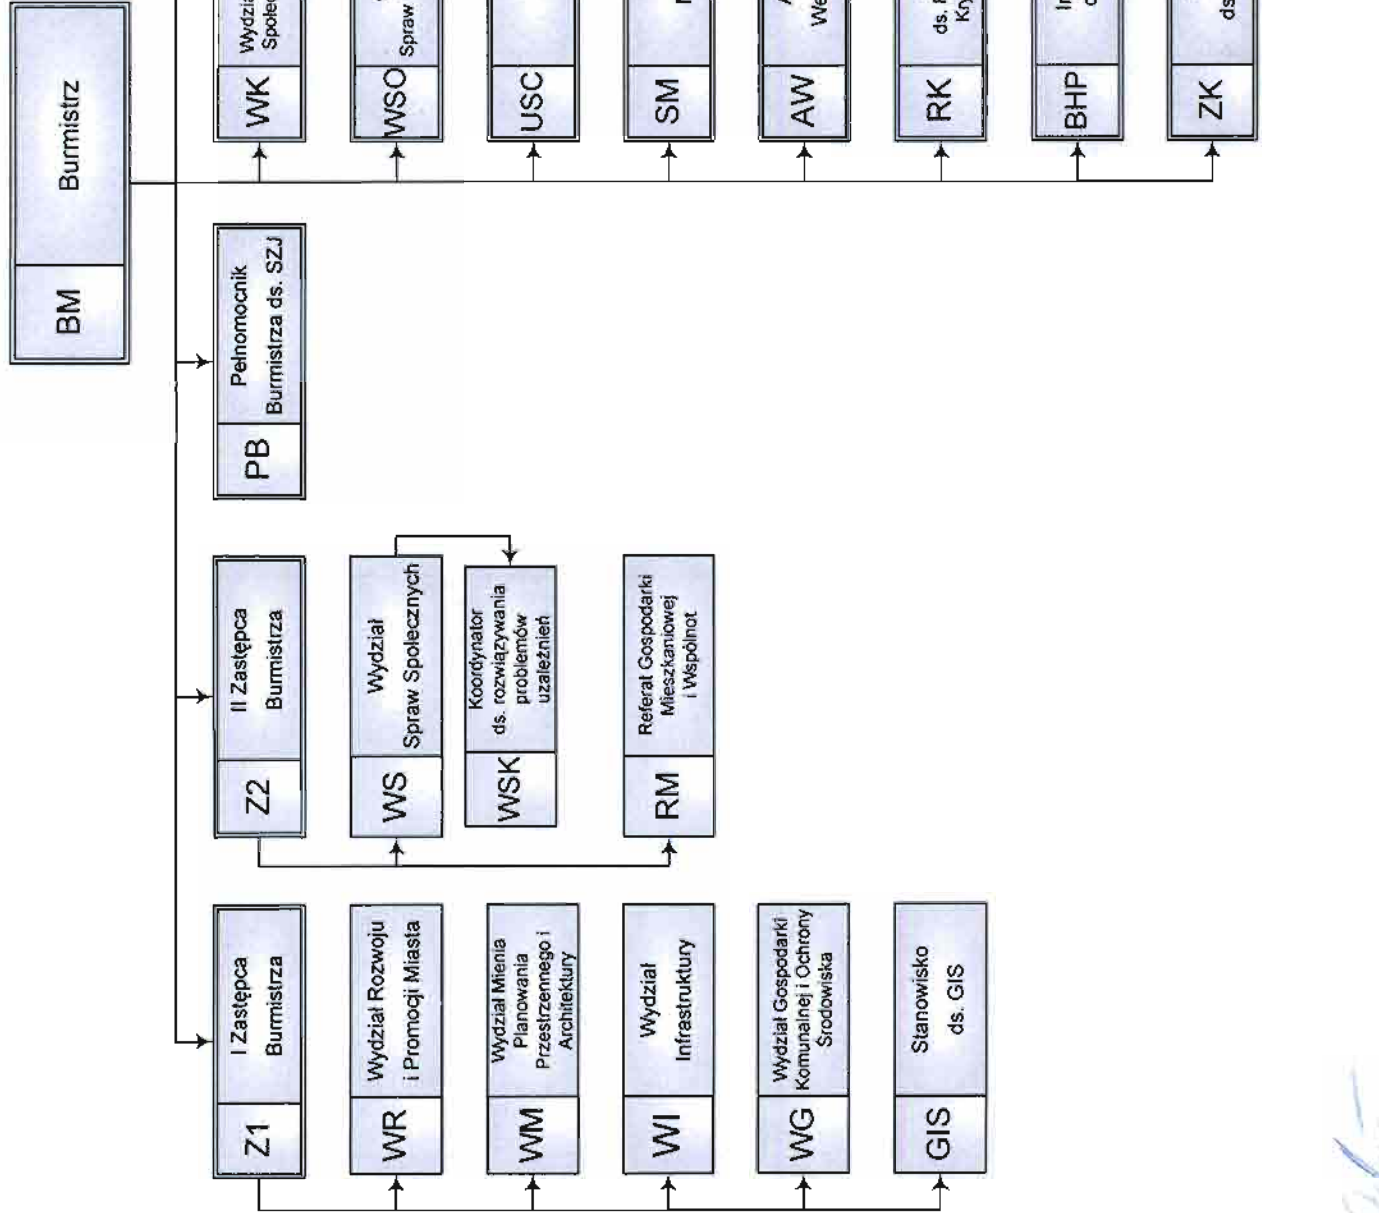 BM
Burmistrz
Z1
I Zastępca
Burmistrza
WR
Wydział Rozwoju
i Promocji Miasta
WM
Wydział Mienia
Planowania
Przestrzennego i
Architektury
WI
Wydział
Infrastruktury
WG
Wydział Gospodarki
Komunalnej i Ochrony
Środowiska
GIS
Stanowisko
ds. GIS
Z2
II Zastępca
Burmistrza
WS
Wydział
Spraw Społecznych
WSK
Koordynator
ds. rozwiązywania
problemów
uzależnień
RM
Referat Gospodarki
Mieszkaniowej
i Wspólnot
PB
Pełnomocnik
Burmistrza ds. SZJ
WK
WSO
Spraw
USC
SM
AW
RK
ds.
BHP
ZK
ds.